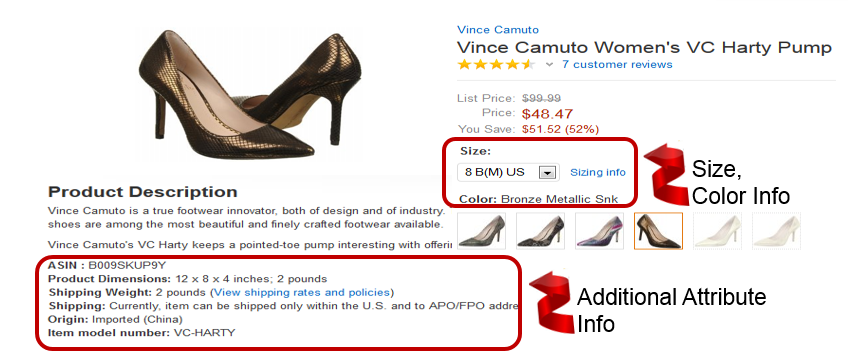 Vince Camuto
Vince Camuto Women's VC Harty Pump
7 customer reviews
List Price: $99.99
Price: $48.47
You Save: $51.52 (52%)
Size:
8 B(M) US
Sizing info
Color: Bronze Metallic Snk
Size,
Color Info
Product Description
Vince Camuto is a true footwear innovator, both of design and of industry.
shoes are among the most beautiful and finely crafted footwear available.
Vince Camuto's VC Harty keeps a pointed-toe pump interesting with offeri
ASIN : B009SKUP9Y
Product Dimensions: 12 x 8 x 4 inches; 2 pounds
Shipping Weight: 2 pounds (View shipping rates and policies)
Shipping: Currently, item can be shipped only within the U.S. and to APO/FPO addre
Origin: Imported (China)
Item model number: VC-HARTY
Additional Attribute
Info